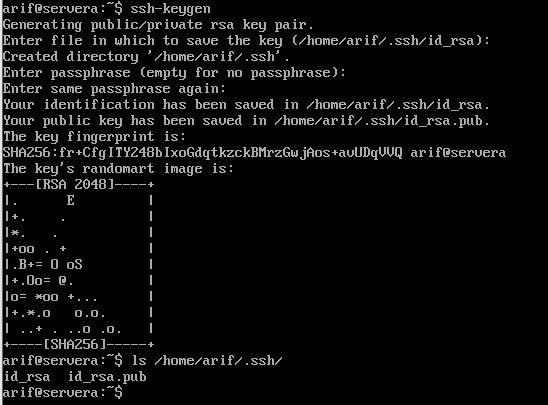 arif@servera:~$ ssh-keygen
Generating public/private rsa key pair.
Enter file in which to save the key (/home/arif/.ssh/id_rsa):
Created directory '/home/arif/.ssh'.
Enter passphrase (empty for no passphrase):
Enter same passphrase again:
Your identification has been saved in /home/arif/.ssh/id_rsa.
Your public key has been saved in /home/arif/.ssh/id_rsa.pub.
The key fingerprint is:
SHA256:fr+CfgITY248bIxoGdqtkzckBMrzGwjAos+avUDqVVQ arif@servera
The key's randomart image is:
+---[RSA 2048]----+
|.      E         |
|+.    .          |
|*.   .           |
|+oo . +          |
|.B+= O oS        |
|+.Oo= @.         |
|o= *oo +...      |
|+.*.o   o.o.     |
| ..+ . ..o .o.   |
+----[SHA256]-----+
arif@servera:~$ ls /home/arif/.ssh/
id_rsa  id_rsa.pub
arif@servera:~$